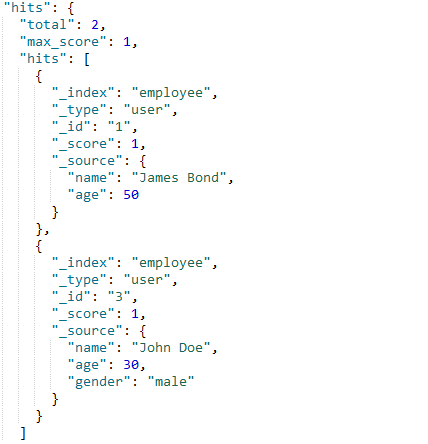 "hits": {
  "total": 2,
  "max_score": 1,
  "hits": [
    {
      "_index": "employee",
      "_type": "user",
      "_id": "1",
      "_score": 1,
      "_source": {
        "name": "James Bond",
        "age": 50
      }
    },
    {
      "_index": "employee",
      "_type": "user",
      "_id": "3",
      "_score": 1,
      "_source": {
        "name": "John Doe",
        "age": 30,
        "gender": "male"
      }
    }
  ]